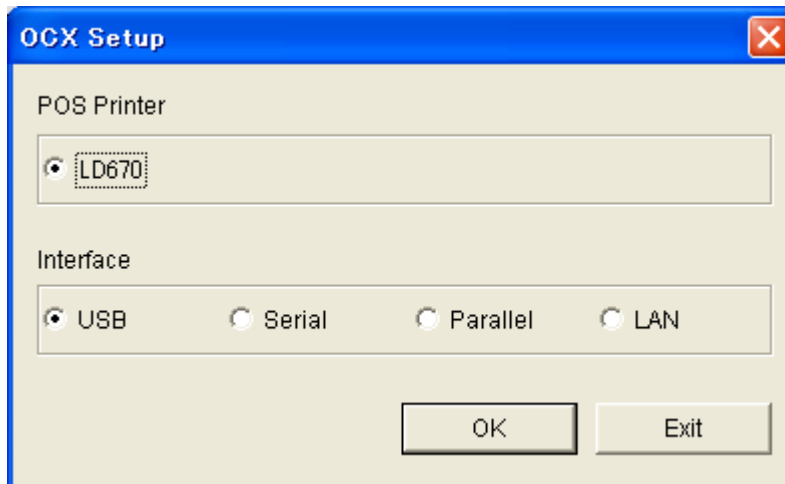 OCX Setup
POS Printer
LD670
Interface
USB Serial Parallel LAN
OK Exit